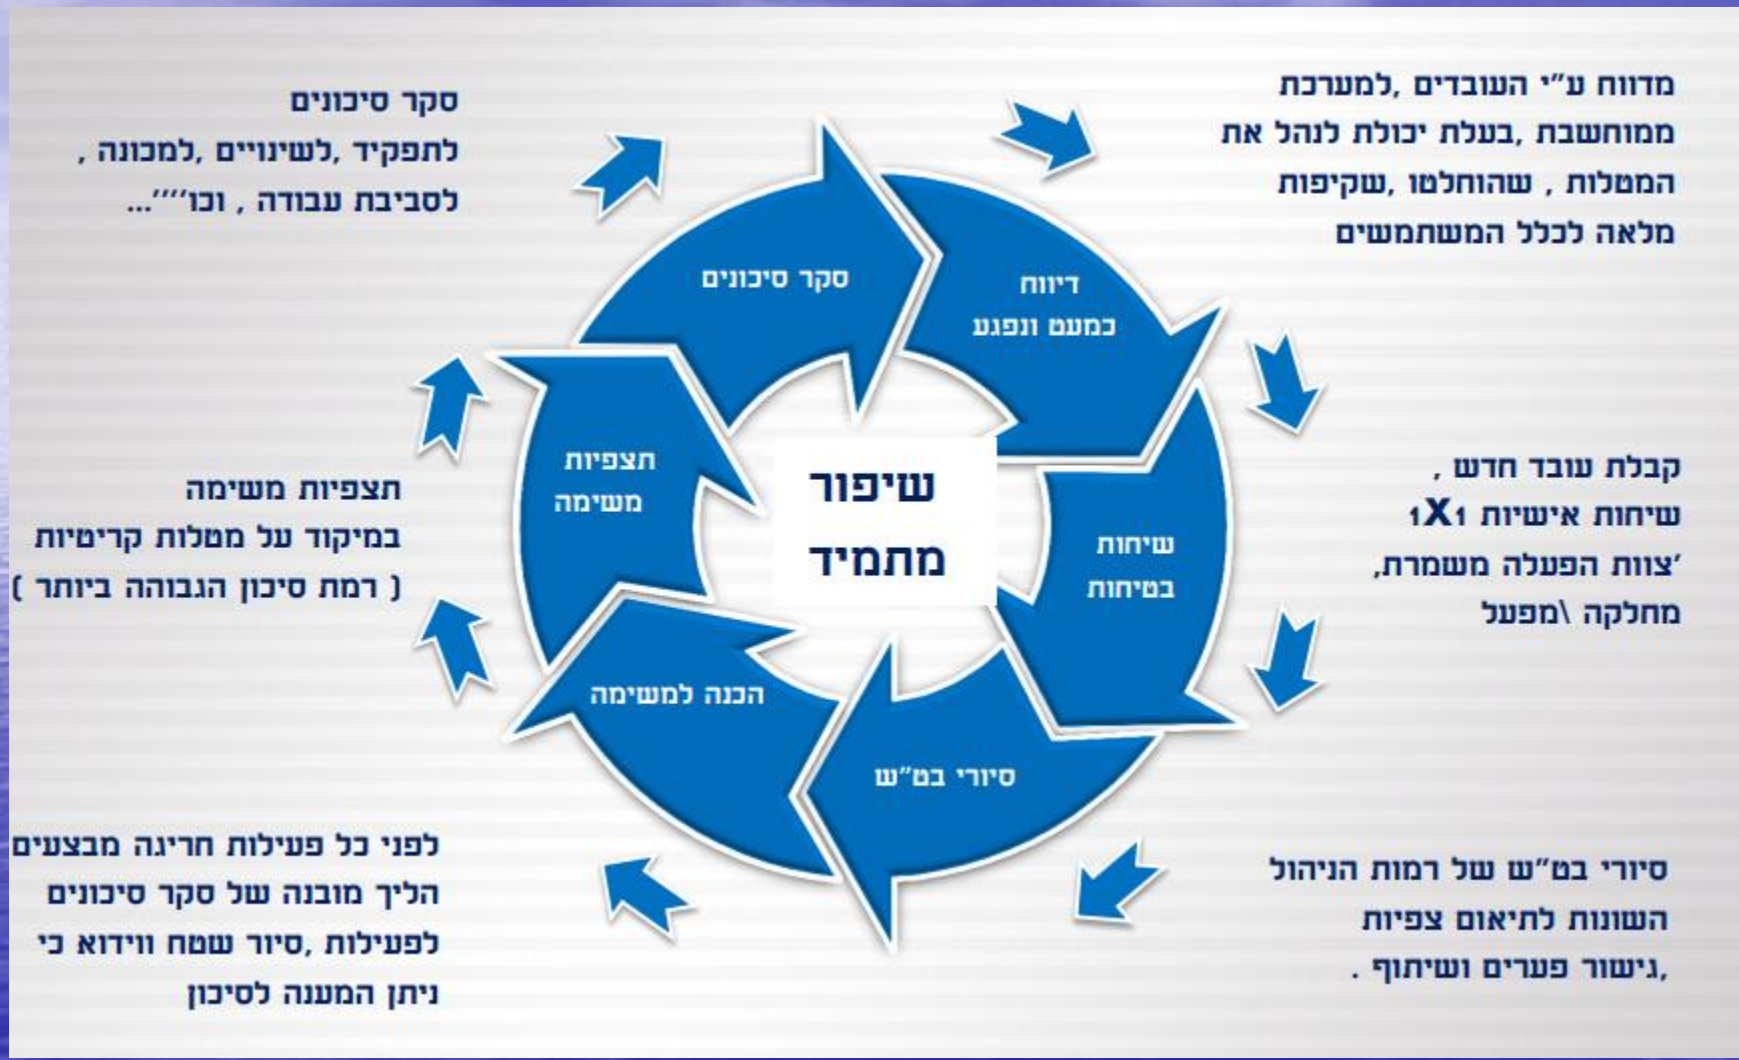 מדווח ע"י העובדים ,למערכת
ממוחשבת ,בעלת יכולת לנהל את
המטלות , שהוחלטו ,שקיפות
מלאה לכלל המשתמשים
סקר סיכונים
לתפקיד ,לשינויים ,למכונה ,
לסביבת עבודה , וכו''''...
דיווח
כמעט ונפגע
סקר סיכונים
קבלת עובד חדש ,
שיחות אישיות 1X1
'צוות הפעלה משמרת,
מחלקה \מפעל
שיחות
בטיחות
שיפור
מתמיד
תצפיות
משימה
תצפיות משימה
במיקוד על מטלות קריטיות
( רמת סיכון הגבוהה ביותר )
הכנה למשימה
סיורי בט"ש
סיורי בט"ש של רמות הניהול
השונות לתיאום צפיות
,גישור פערים ושיתוף .
לפני כל פעילות חריגה מבצעים
הליך מובנה של סקר סיכונים
לפעילות ,סיור שטח ווידוא כי
ניתן המענה לסיכון